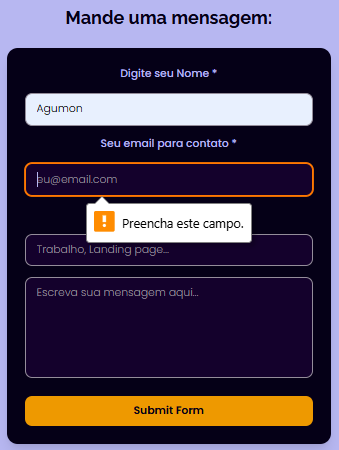 Mande uma mensagem:
Digite seu Nome *
Agumon
Seu email para contato *
eu@email.com
Preencha este campo.
Trabalho, Landing page...
Escreva sua mensagem aqui...
Submit Form